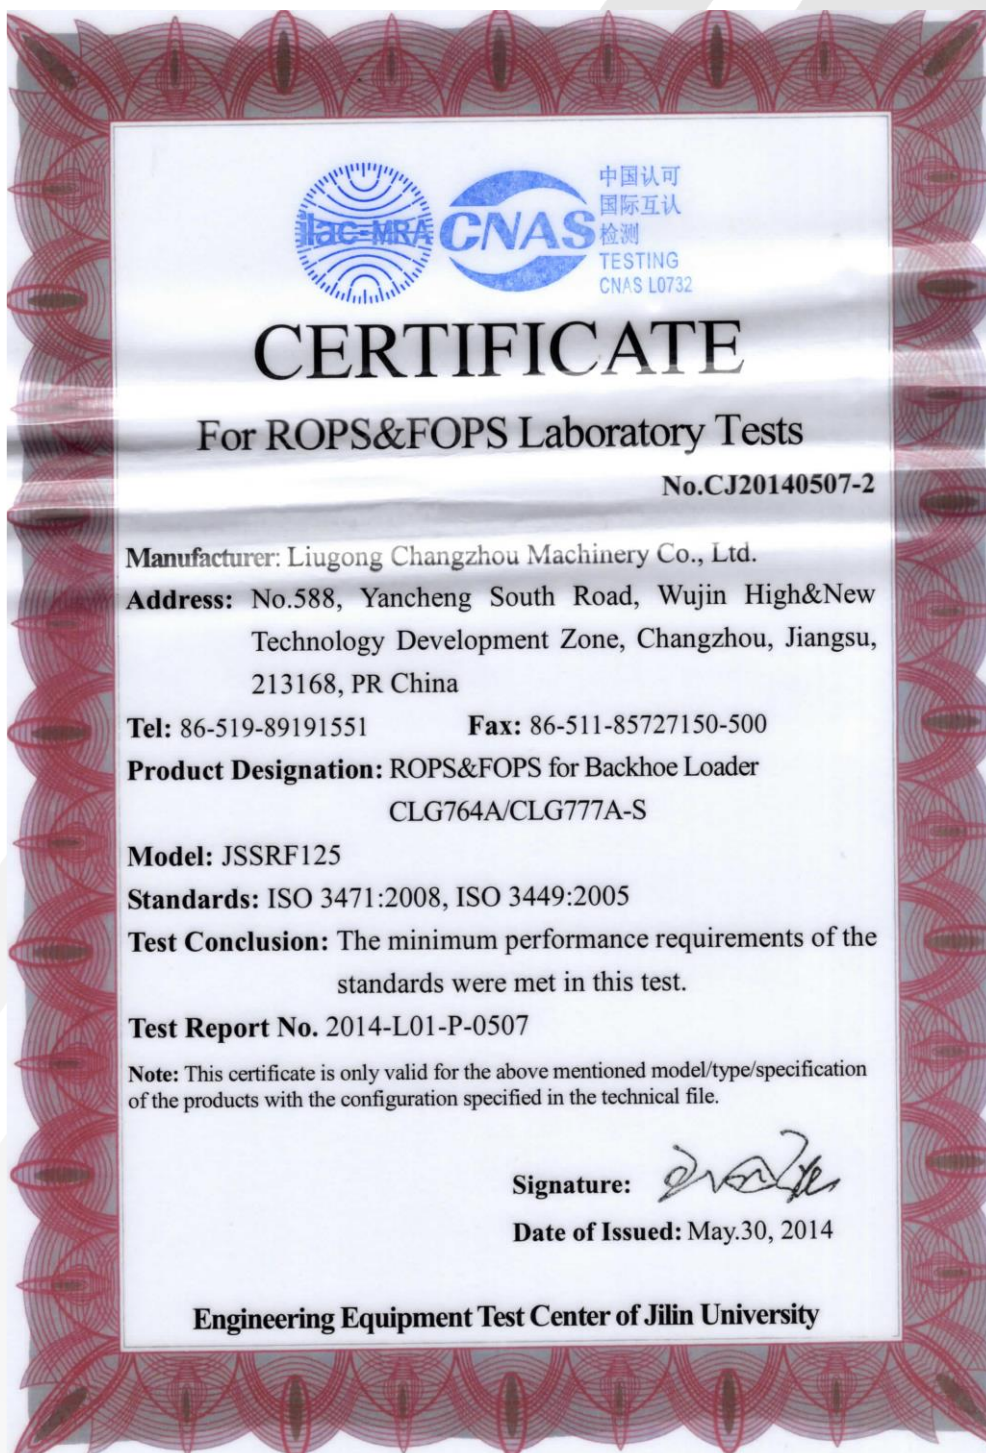 ilac-MRA
CNAS
中国认可
国际互认
检测
TESTING
CNAS L0732
CERTIFICATE
For ROPS&FOPS Laboratory Tests
No.CJ20140507-2
Manufacturer: Liugong Changzhou Machinery Co., Ltd.
Address: No.588, Yancheng South Road, Wujin High&New
Technology Development Zone, Changzhou, Jiangsu,
213168, PR China
Tel: 86-519-89191551 Fax: 86-511-85727150-500
Product Designation: ROPS&FOPS for Backhoe Loader
CLG764A/CLG777A-S
Model: JSSRF125
Standards: ISO 3471:2008, ISO 3449:2005
Test Conclusion: The minimum performance requirements of the
standards were met in this test.
Test Report No. 2014-L01-P-0507
Note: This certificate is only valid for the above mentioned model/type/specification
of the products with the configuration specified in the technical file.
Signature:
Date of Issued: May.30, 2014
Engineering Equipment Test Center of Jilin University